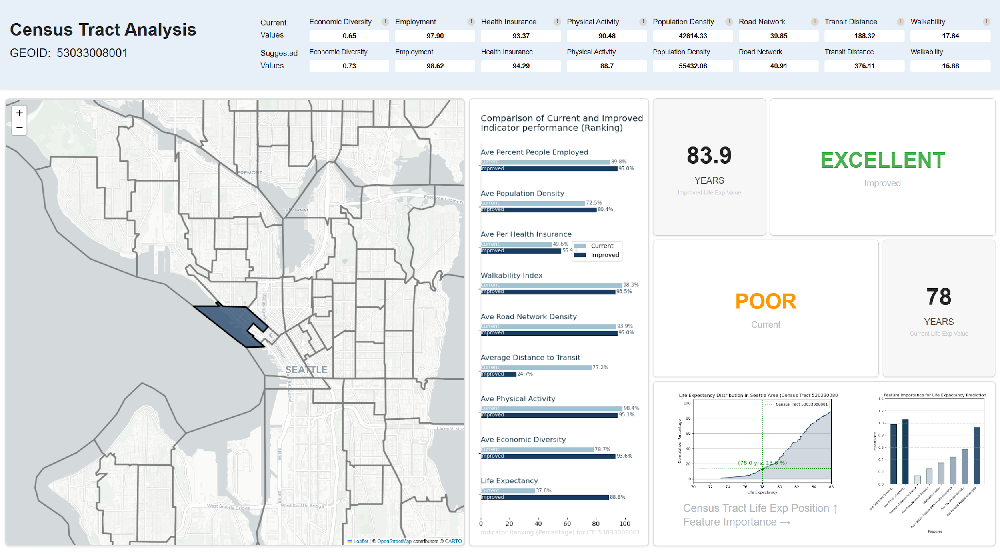 Census Tract Analysis
GEOID: 53033008001
Current
Values
Economic Diversity i
0.65
Employment i
97.90
Health Insurance i
93.37
Physical Activity i
90.48
Population Density i
42814.33
Road Network i
39.85
Transit Distance i
188.32
Walkability i
17.84
Suggested
Values
Economic Diversity
0.73
Employment
98.62
Health Insurance
94.29
Physical Activity
88.7
Population Density
55432.08
Road Network
40.91
Transit Distance
376.11
Walkability
16.88
+
−
FREMONT
Evergreen Point Fl
Lake Union
SR 99 Tunnel
SR 99 Tunnel
SEATTLE
SR 99 Tunnel
Lacey V. Mur
SR 99
SR 99
West Seattle Bridge
West Seattle Bridge
Leaflet | © OpenStreetMap contributors © CARTO
Comparison of Current and Improved
Indicator performance (Ranking)
Ave Percent People Employed
Current 89.8%
Improved 95.0%
Ave Population Density
Current 72.5%
Improved 80.4%
Ave Per Health Insurance
Current 49.6%
Improved 55.9%
Current
Improved
Walkability Index
Current 98.3%
Improved 93.5%
Ave Road Network Density
Current 93.9%
Improved 95.0%
Average Distance to Transit
Current 77.2%
Improved 24.7%
Ave Physical Activity
Current 98.4%
Improved 95.1%
Ave Economic Diversity
Current 78.7%
Improved 93.6%
Life Expectancy
Current 37.6%
Improved 88.8%
0 20 40 60 80 100
Indicator Ranking (Percentage) for CT: 53033008001
83.9
YEARS
Improved Life Exp Value
EXCELLENT
Improved
POOR
Current
78
YEARS
Current Life Exp Value
Life Expectancy Distribution in Seattle Area (Census Tract 530330080
Census Tract 53033008001
Cumulative Percentage
100
80
60
40
20
0
(78.0 yrs, 13.6 %)
70 72 74 76 78 80 82 84 86
Life Expectancy
Census Tract Life Exp Position ↑
Feature Importance →
Feature Importance for Life Expectancy Prediction
Importance
1.4
1.2
1.0
0.8
0.6
0.4
0.2
0.0
Ave Economic Diversity
Ave Physical Activity
Average Distance to Transit
Ave Road Network Density
Walkability Index
Ave Percent People With Health Insurance
Ave Population Density
Ave Percent People Employed
Features